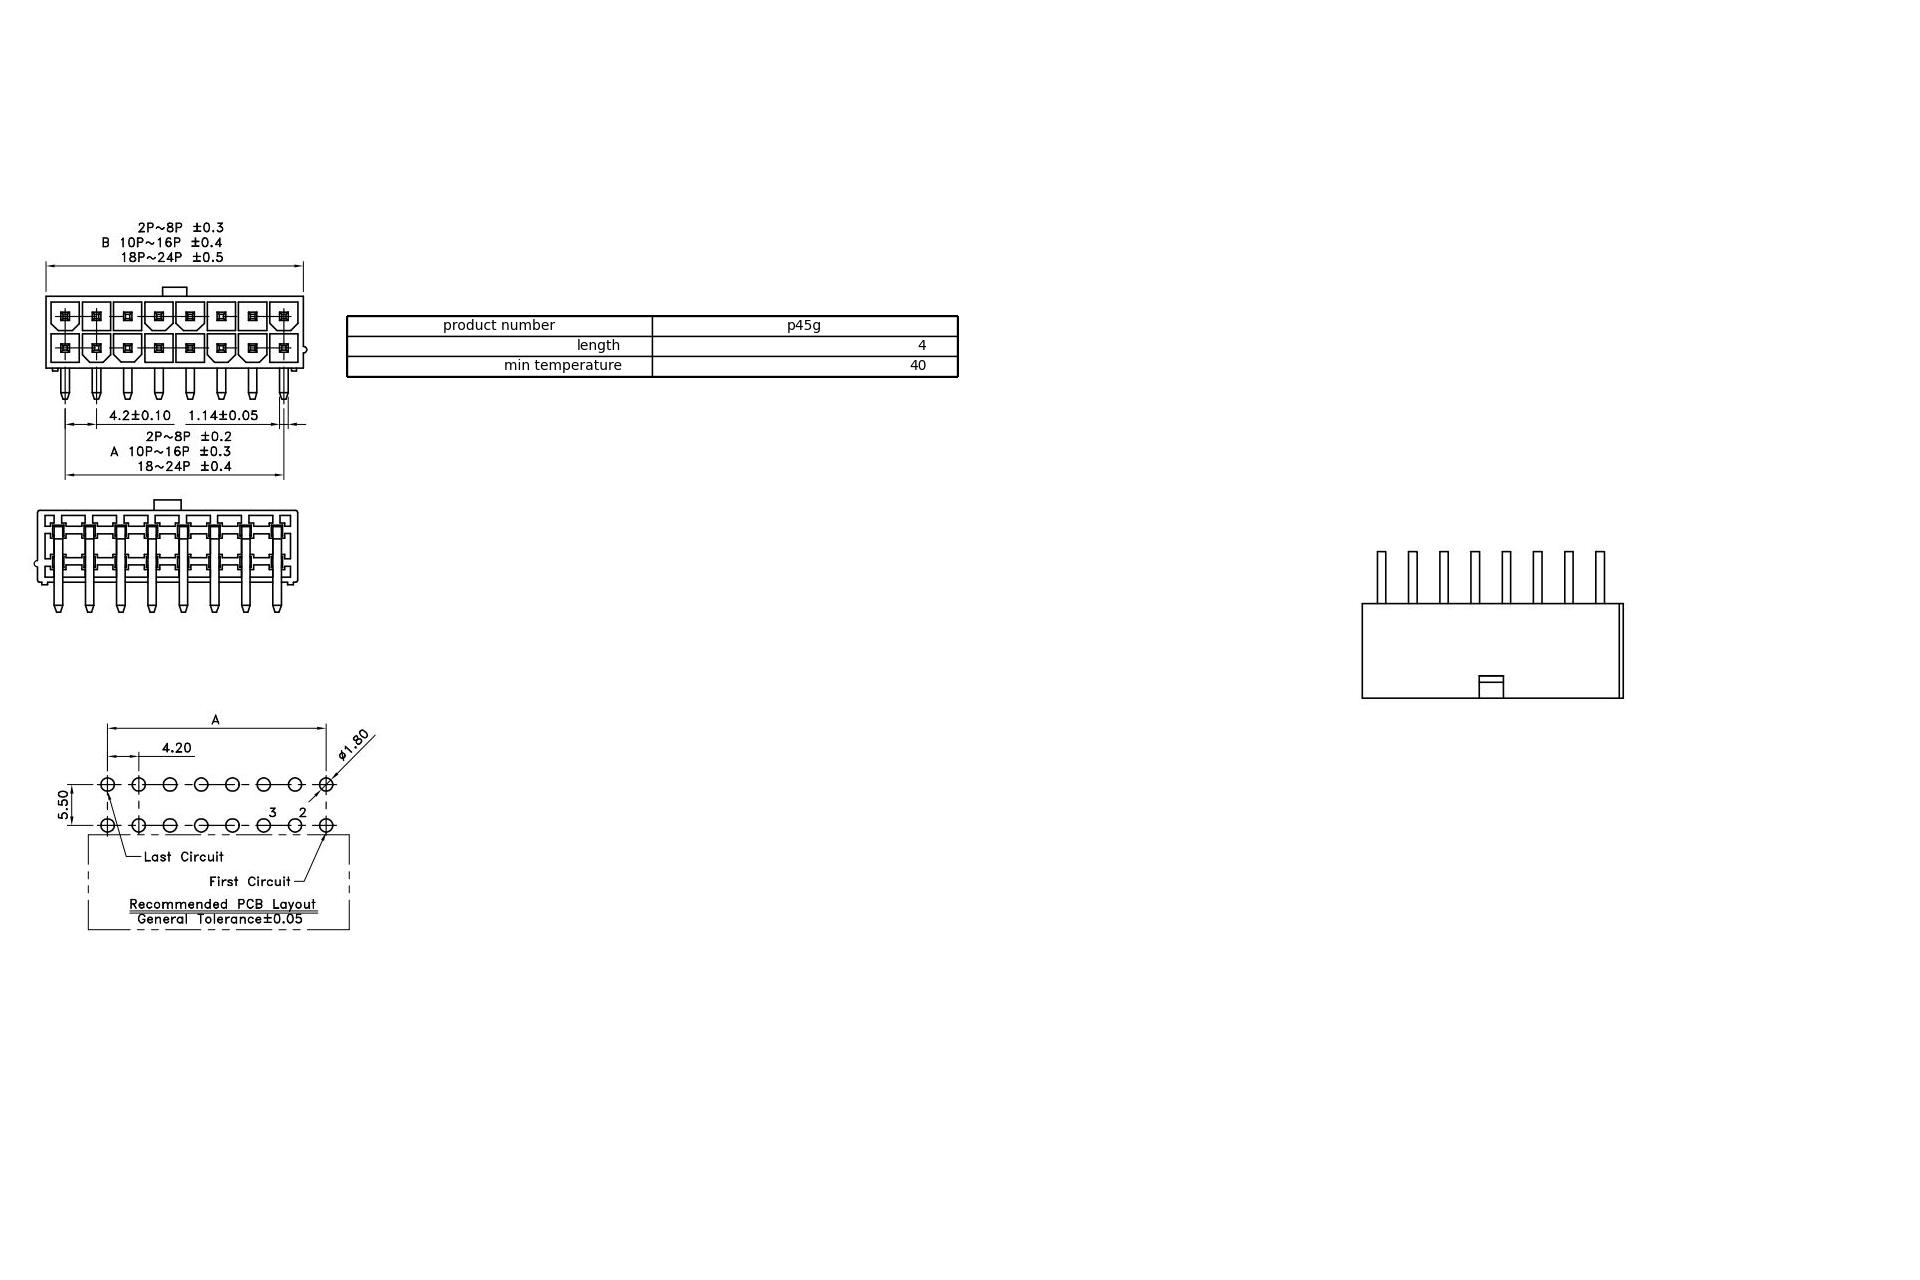 2P~8P ±0.3
B 10P~16P ±0.4
18P~24P ±0.5
product number p45g
length 4
min temperature 40
4.2±0.10 1.14±0.05
2P~8P ±0.2
A 10P~16P ±0.3
18~24P ±0.4
A
4.20
ø1.80
5.50
3 2
Last Circuit
First Circuit
Recommended PCB Layout
General Tolerance±0.05